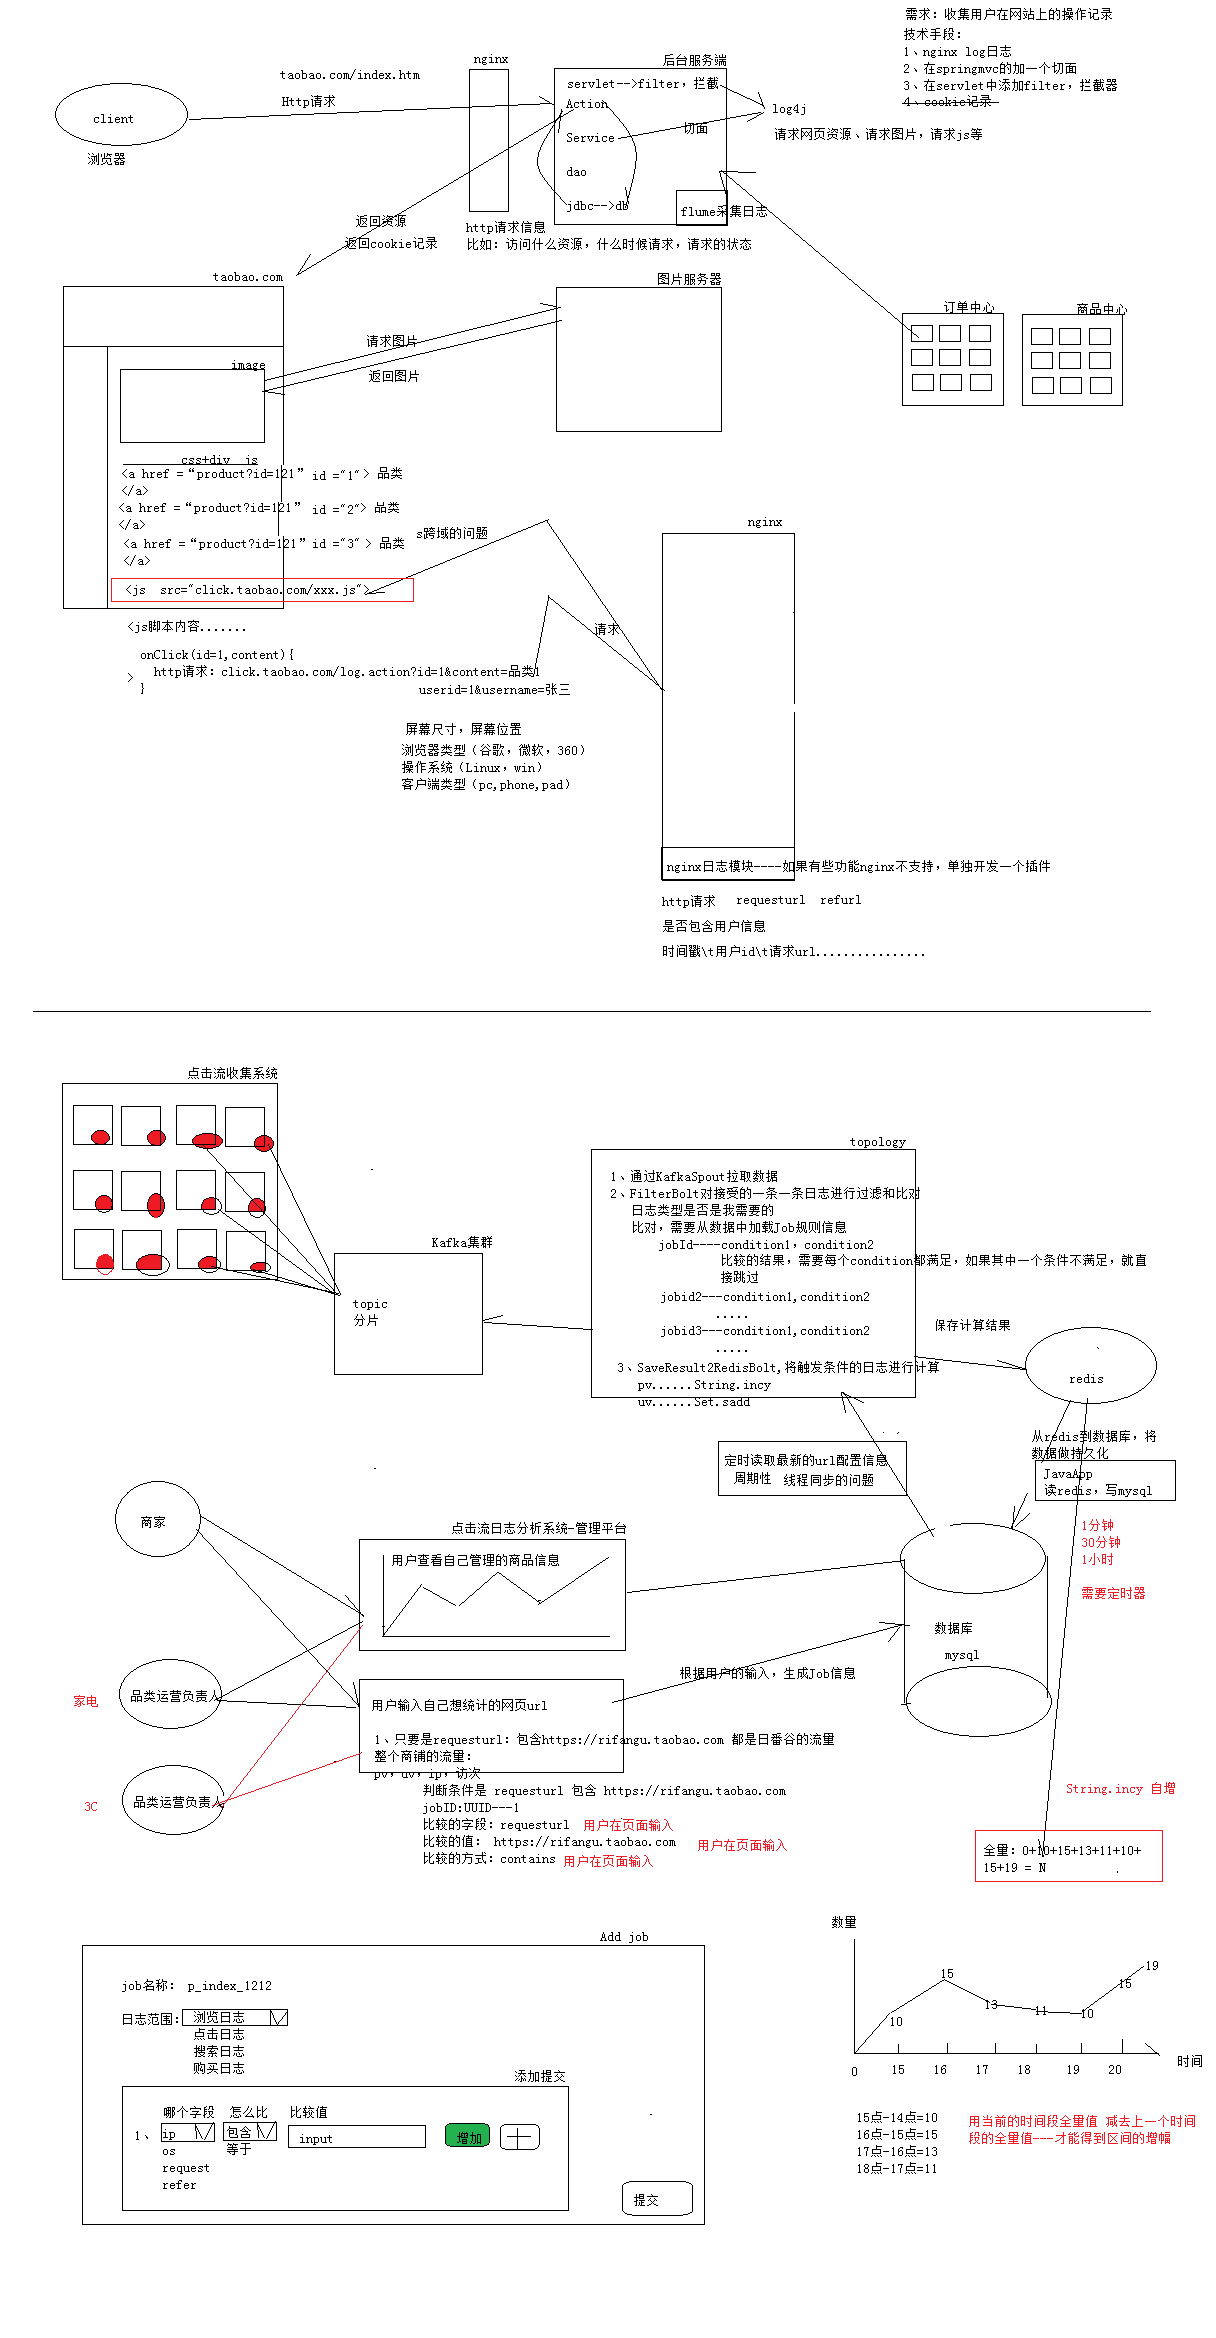 需求：收集用户在网站上的操作记录
技术手段：
1、nginx log日志
2、在springmvc的加一个切面
3、在servlet中添加filter，拦截器
4、cookie记录
后台服务端
nginx
taobao.com/index.htm
servlet-->filter，拦截
Http请求
Action
log4j
client
切面
Service
请求网页资源、请求图片，请求js等
浏览器
dao
jdbc-->db
flume采集日志
返回资源
http请求信息
返回cookie记录
比如：访问什么资源，什么时候请求，请求的状态
taobao.com
图片服务器
订单中心
商品中心
请求图片
image
返回图片
css+div  js
<a href =“product?id=121” id ="1"> 品类
</a>
<a href =“product?id=121” id ="2"> 品类
</a>
<a href =“product?id=121” id ="3" > 品类
</a>
s跨域的问题
nginx
<js  src="click.taobao.com/xxx.js">
<js脚本内容.......
请求
onClick(id=1,content){
http请求：click.taobao.com/log.action?id=1&content=品类1
>
}
userid=1&username=张三
屏幕尺寸，屏幕位置
浏览器类型（谷歌，微软，360）
操作系统（Linux，win）
客户端类型（pc,phone,pad）
nginx日志模块----如果有些功能nginx不支持，单独开发一个插件
http请求  requesturl  refurl
是否包含用户信息
时间戳\t用户id\t请求url................
点击流收集系统
topology
1、通过KafkaSpout拉取数据
2、FilterBolt对接受的一条一条日志进行过滤和比对
日志类型是否是我需要的
比对，需要从数据中加载Job规则信息
jobId----condition1，condition2
比较的结果，需要每个condition都满足，如果其中一个条件不满足，就直
接跳过
jobid2---condition1,condition2
.....
jobid3---condition1,condition2
.....
3、SaveResult2RedisBolt,将触发条件的日志进行计算
pv......String.incy
uv......Set.sadd
Kafka集群
topic
分片
保存计算结果
redis
从redis到数据库，将
数据做持久化
JavaApp
读redis，写mysql
定时读取最新的url配置信息
周期性  线程同步的问题
1分钟
30分钟
1小时
需要定时器
商家
点击流日志分析系统-管理平台
用户查看自己管理的商品信息
数据库
mysql
根据用户的输入，生成Job信息
家电
品类运营负责人
用户输入自己想统计的网页url
1、只要是requesturl：包含https://rifangu.taobao.com 都是日番谷的流量
整个商铺的流量：
pv，uv，ip，访次
判断条件是 requesturl 包含 https://rifangu.taobao.com
jobID:UUID---1
比较的字段：requesturl  用户在页面输入
比较的值： https://rifangu.taobao.com  用户在页面输入
比较的方式：contains 用户在页面输入
3C
品类运营负责人
String.incy 自增
全量：0+10+15+13+11+10+
15+19 = N
Add job
job名称： p_index_1212
日志范围：浏览日志
点击日志
搜索日志
购买日志
添加提交
哪个字段  怎么比  比较值
1、 ip  包含  input  增加
os  等于
request
refer
提交
数量
10
15
13
11
10
15
19
0 15 16 17 18 19 20
时间
15点-14点=10
16点-15点=15
17点-16点=13
18点-17点=11
用当前的时间段全量值 减去上一个时间
段的全量值---才能得到区间的增幅